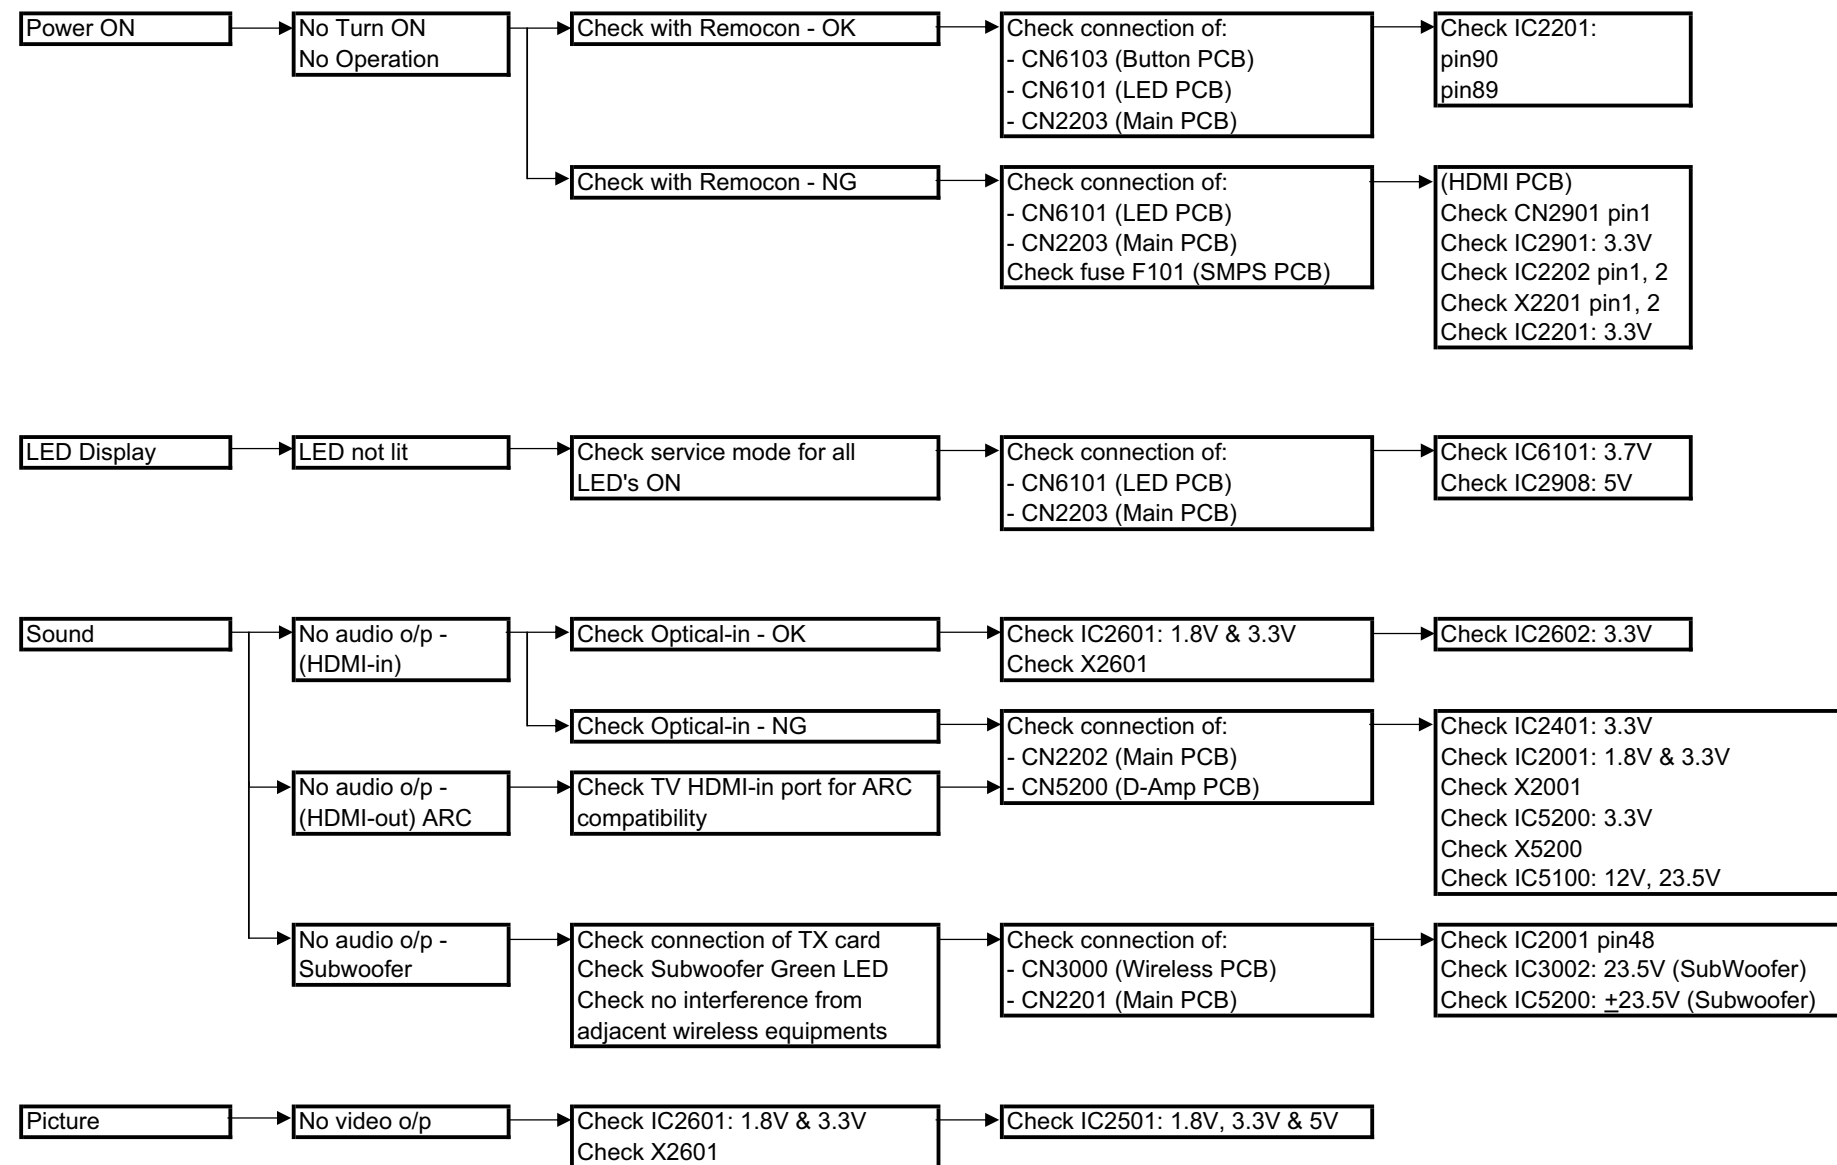 Power ON
No Turn ON
No Operation
Check with Remocon - OK
Check connection of:
- CN6103 (Button PCB)
- CN6101 (LED PCB)
- CN2203 (Main PCB)
Check IC2201:
pin90
pin89
Check with Remocon - NG
Check connection of:
- CN6101 (LED PCB)
- CN2203 (Main PCB)
Check fuse F101 (SMPS PCB)
(HDMI PCB)
Check CN2901 pin1
Check IC2901: 3.3V
Check IC2202 pin1, 2
Check X2201 pin1, 2
Check IC2201: 3.3V
LED Display
LED not lit
Check service mode for all
LED's ON
Check connection of:
- CN6101 (LED PCB)
- CN2203 (Main PCB)
Check IC6101: 3.7V
Check IC2908: 5V
Sound
No audio o/p -
(HDMI-in)
Check Optical-in - OK
Check IC2601: 1.8V & 3.3V
Check X2601
Check IC2602: 3.3V
Check Optical-in - NG
Check connection of:
- CN2202 (Main PCB)
- CN5200 (D-Amp PCB)
Check IC2401: 3.3V
Check IC2001: 1.8V & 3.3V
Check X2001
Check IC5200: 3.3V
Check X5200
Check IC5100: 12V, 23.5V
No audio o/p -
(HDMI-out) ARC
Check TV HDMI-in port for ARC
compatibility
No audio o/p -
Subwoofer
Check connection of TX card
Check Subwoofer Green LED
Check no interference from
adjacent wireless equipments
Check connection of:
- CN3000 (Wireless PCB)
- CN2201 (Main PCB)
Check IC2001 pin48
Check IC3002: 23.5V (SubWoofer)
Check IC5200: ±23.5V (Subwoofer)
Picture
No video o/p
Check IC2601: 1.8V & 3.3V
Check X2601
Check IC2501: 1.8V, 3.3V & 5V